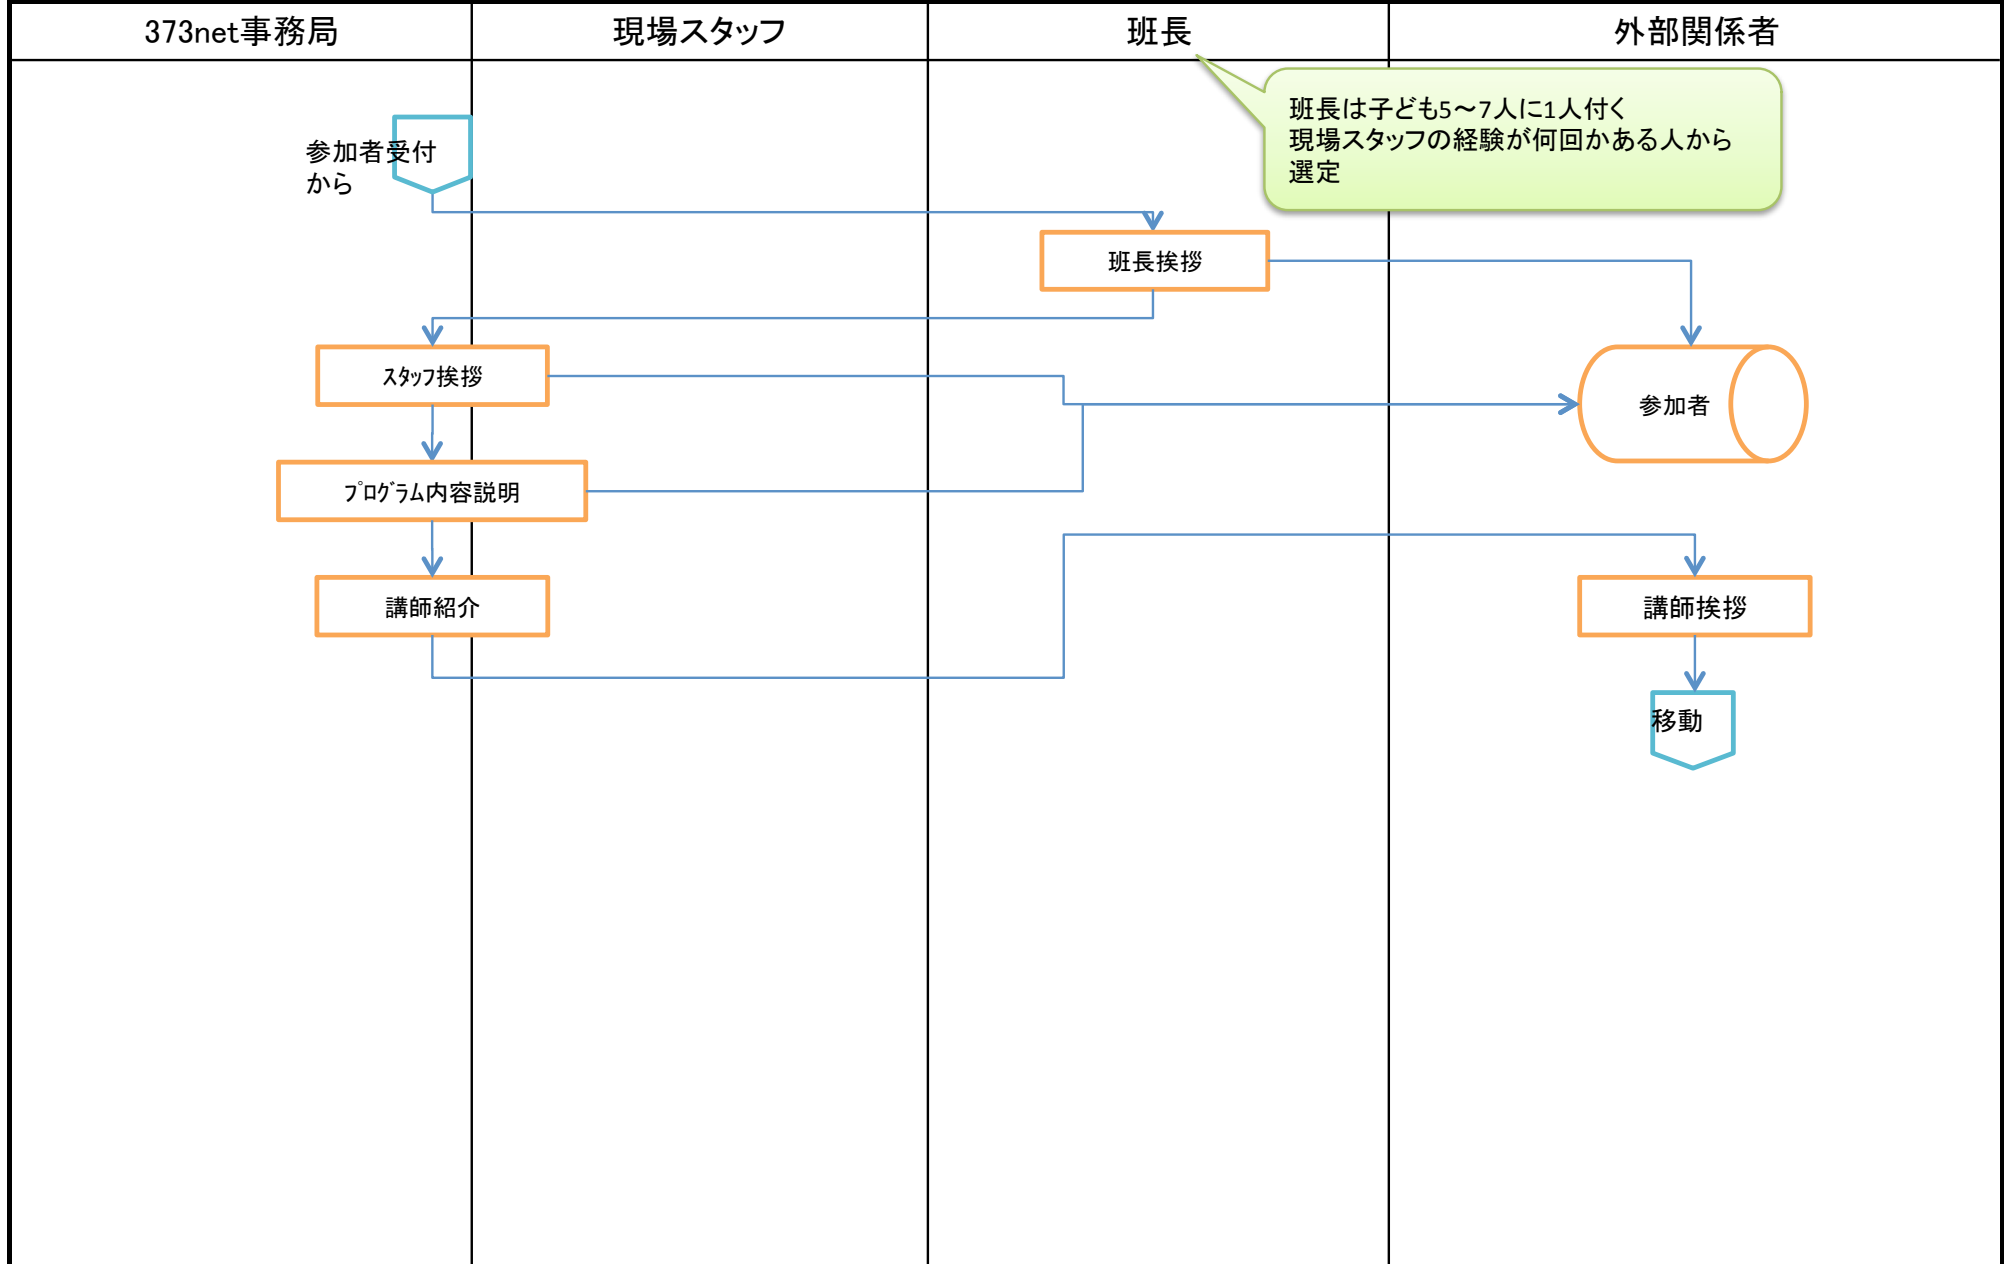 373net事務局
現場スタッフ
班長
外部関係者
班長は子ども5～7人に1人付く
現場スタッフの経験が何回かある人から
選定
参加者受付
から
班長挨拶
ｽﾀｯﾌ挨拶
参加者
ﾌﾟﾛｸﾞﾗﾑ内容説明
講師紹介
講師挨拶
移動